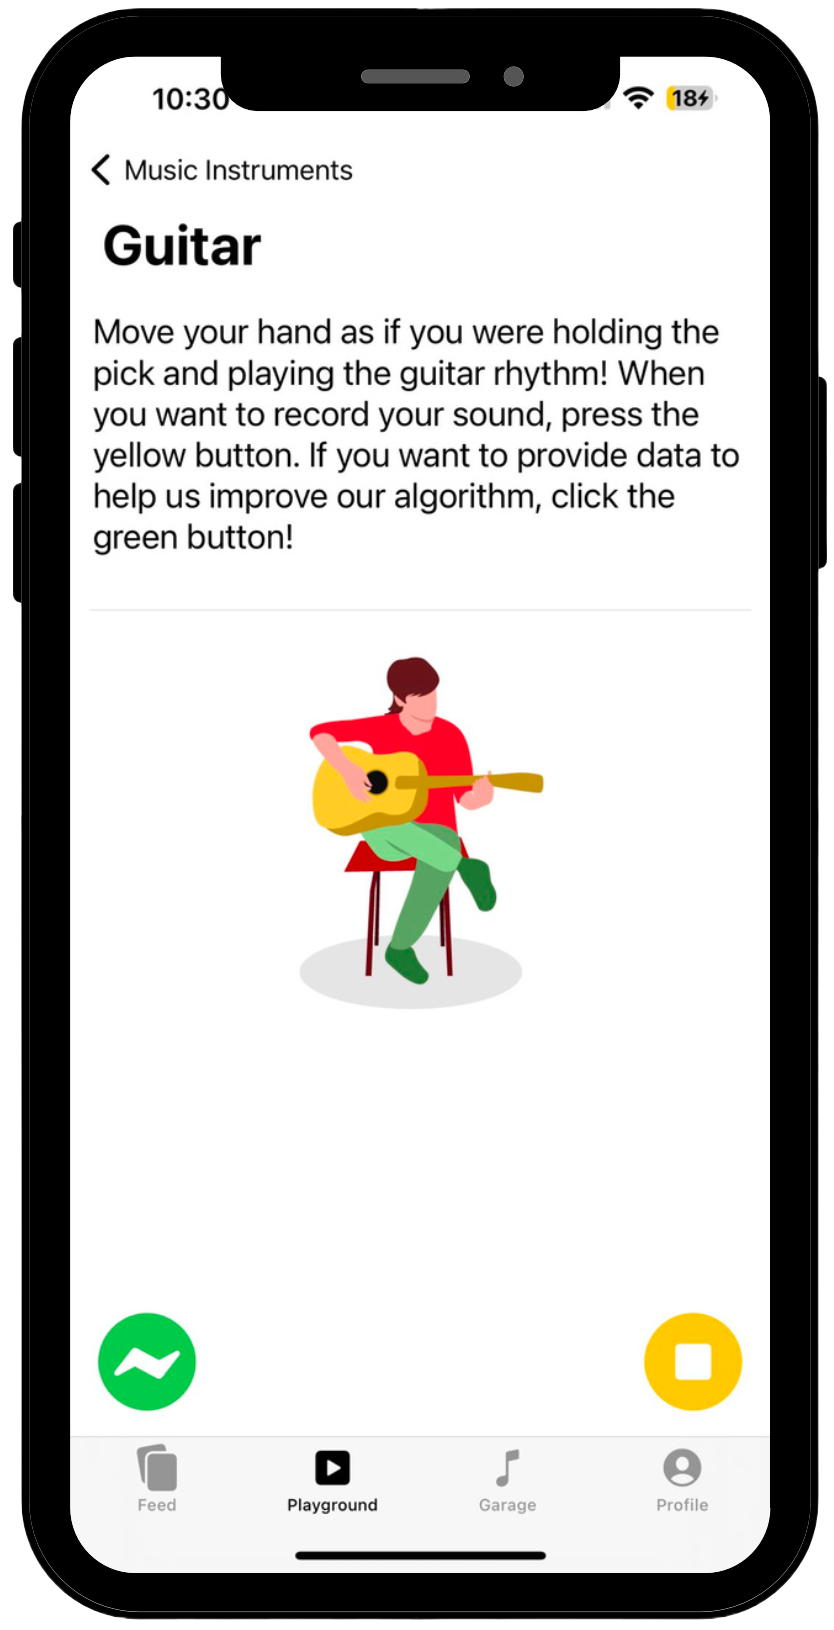 10:30
18
Music Instruments
Guitar
Move your hand as if you were holding the
pick and playing the guitar rhythm! When
you want to record your sound, press the
yellow button. If you want to provide data to
help us improve our algorithm, click the
green button!
Feed
Playground
Garage
Profile